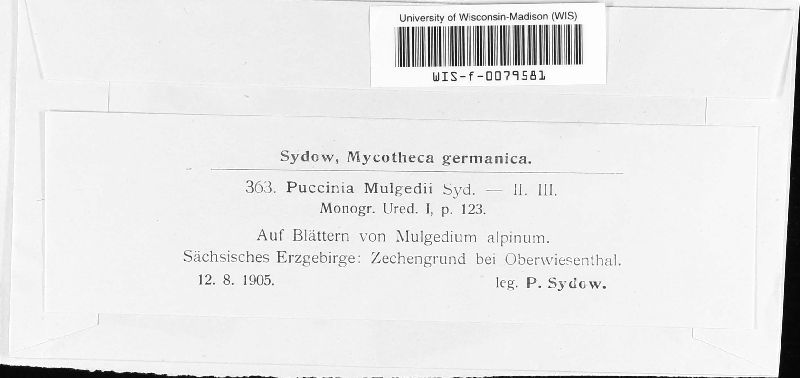 University of Wisconsin-Madison (WIS)
WIS-f-0079581
Sydow, Mycotheca germanica.
363. Puccinia Mulgedii Syd. — II. III.
Monogr. Ured. I, p. 123.
Auf Blättern von Mulgedium alpinum.
Sächsisches Erzgebirge: Zechengrund bei Oberwiesenthal.
12. 8. 1905. leg. P. Sydow.